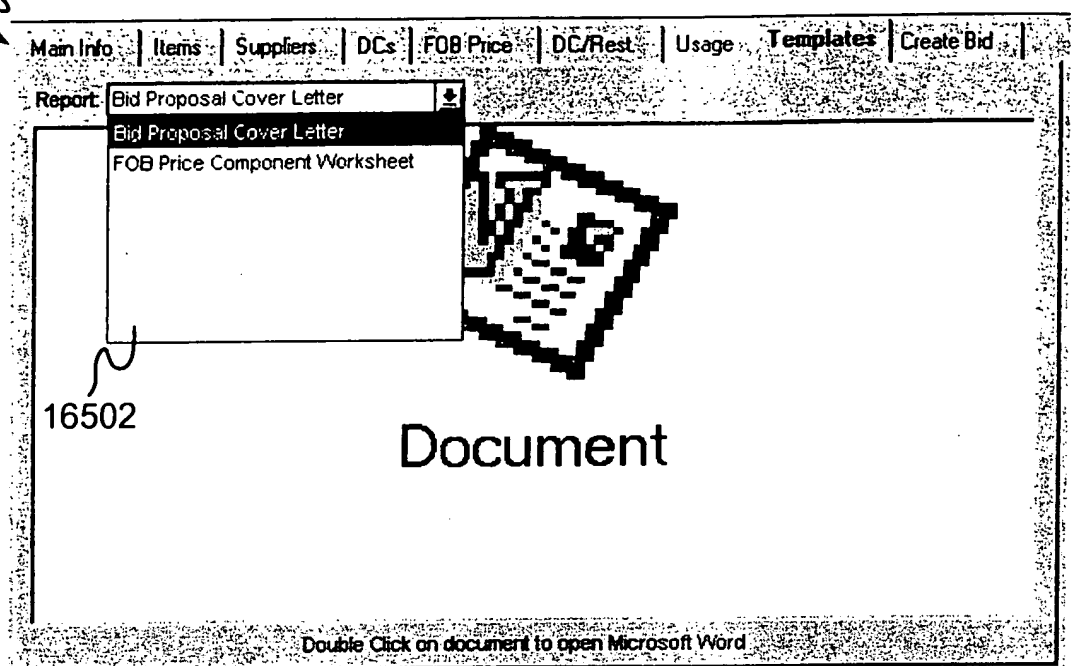 Main Info Items Suppliers DCs FOB Price DC/Rest. Usage Templates Create Bid
Report: Bid Proposal Cover Letter
Bid Proposal Cover Letter
FOB Price Component Worksheet
16502
Document
Double Click on document to open Microsoft Word